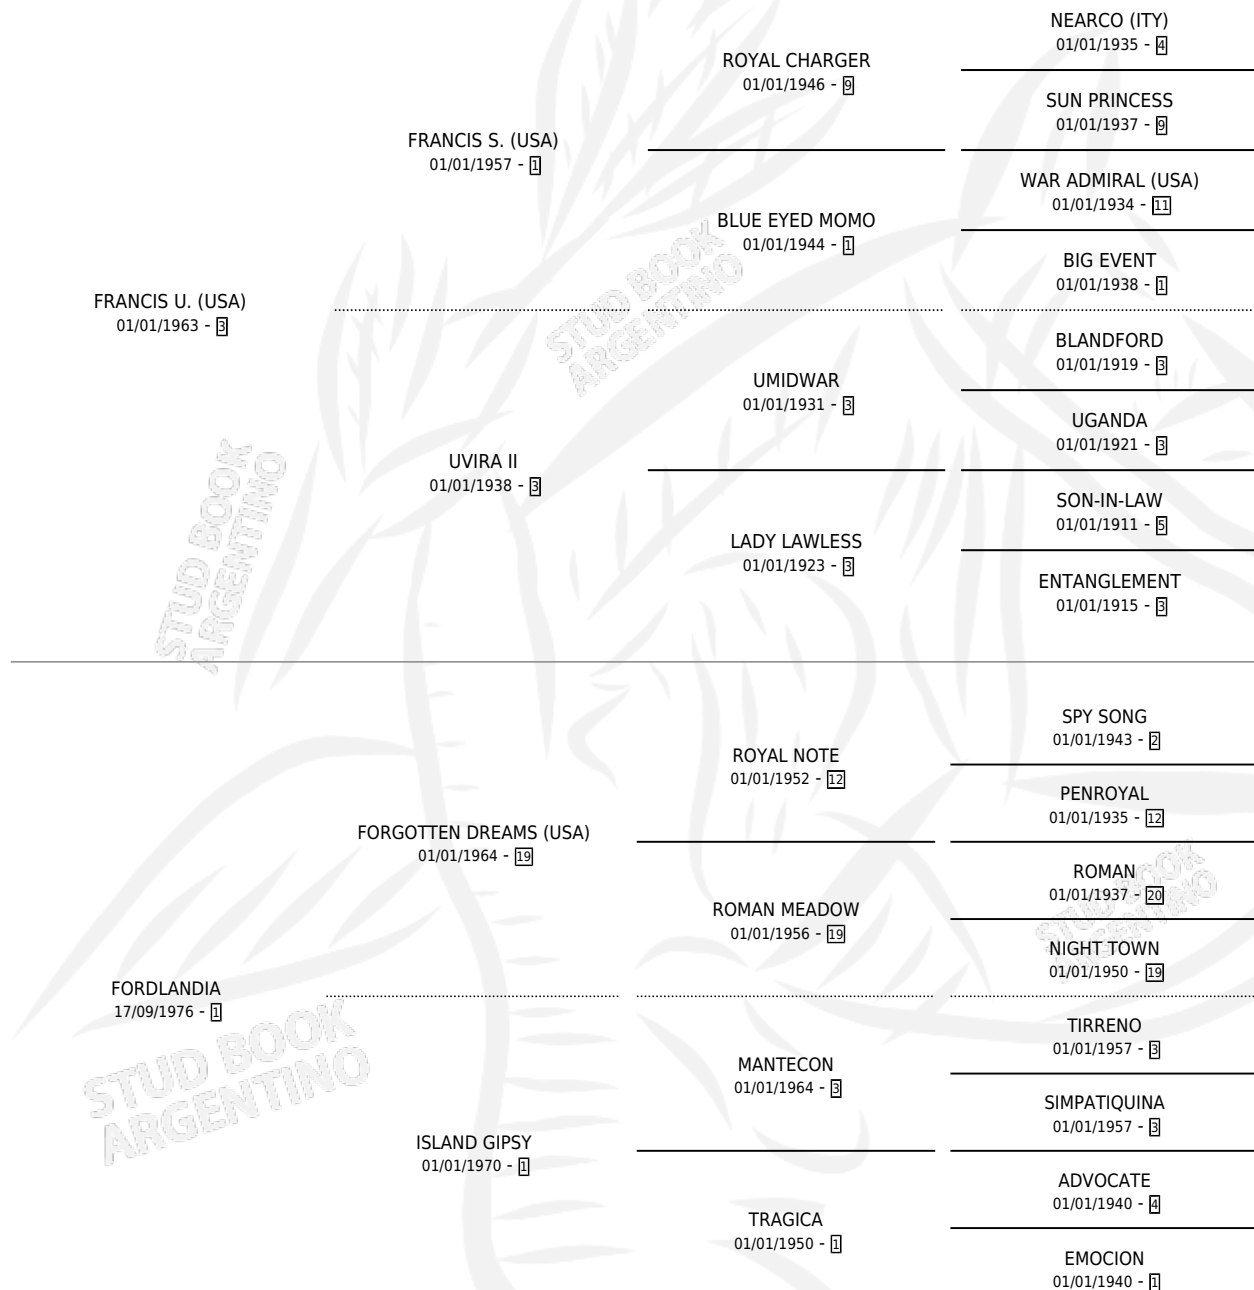 NEARCO (ITY)
01/01/1935 - 4
ROYAL CHARGER
01/01/1946 - 9
SUN PRINCESS
01/01/1937 - 9
FRANCIS S. (USA)
01/01/1957 - 1
WAR ADMIRAL (USA)
01/01/1934 - 11
BLUE EYED MOMO
01/01/1944 - 1
BIG EVENT
01/01/1938 - 1
FRANCIS U. (USA)
01/01/1963 - 3
BLANDFORD
01/01/1919 - 3
UMIDWAR
01/01/1931 - 3
UGANDA
01/01/1921 - 3
UVIRA II
01/01/1938 - 3
SON-IN-LAW
01/01/1911 - 5
LADY LAWLESS
01/01/1923 - 3
ENTANGLEMENT
01/01/1915 - 3
STUD BOOK
ARGENTINO
STUD BOOK
ARGENTINO
SPY SONG
01/01/1943 - 2
ROYAL NOTE
01/01/1952 - 12
PENROYAL
01/01/1935 - 12
FORGOTTEN DREAMS (USA)
01/01/1964 - 19
ROMAN
01/01/1937 - 20
ROMAN MEADOW
01/01/1956 - 19
NIGHT TOWN
01/01/1950 - 19
STUD BOOK
ARGENTINO
FORDLANDIA
17/09/1976 - 1
TIRRENO
01/01/1957 - 3
MANTECON
01/01/1964 - 3
SIMPATIQUINA
01/01/1957 - 3
ISLAND GIPSY
01/01/1970 - 1
ADVOCATE
01/01/1940 - 4
TRAGICA
01/01/1950 - 1
EMOCION
01/01/1940 - 1
STUD BOOK
ARGENTINO